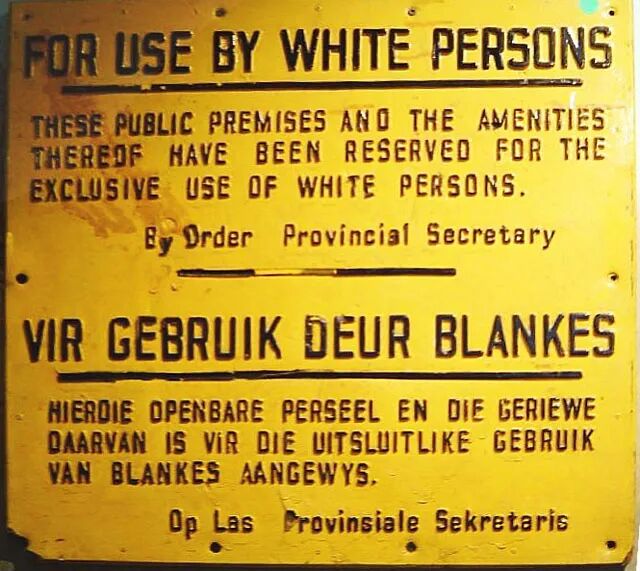 FOR USE BY WHITE PERSONS
THESE PUBLIC PREMISES AND THE AMENITIES
THEREOF HAVE BEEN RESERVED FOR THE
EXCLUSIVE USE OF WHITE PERSONS.
By Order Provincial Secretary
VIR GEBRUIK DEUR BLANKES
HIERDIE OPENBARE PERSEEL EN DIE GERIEWE
DAARVAN IS VIR DIE UITSLUITLIKE GEBRUIK
VAN BLANKES AANGEWYS.
Op Las Provinsiale Sekretaris